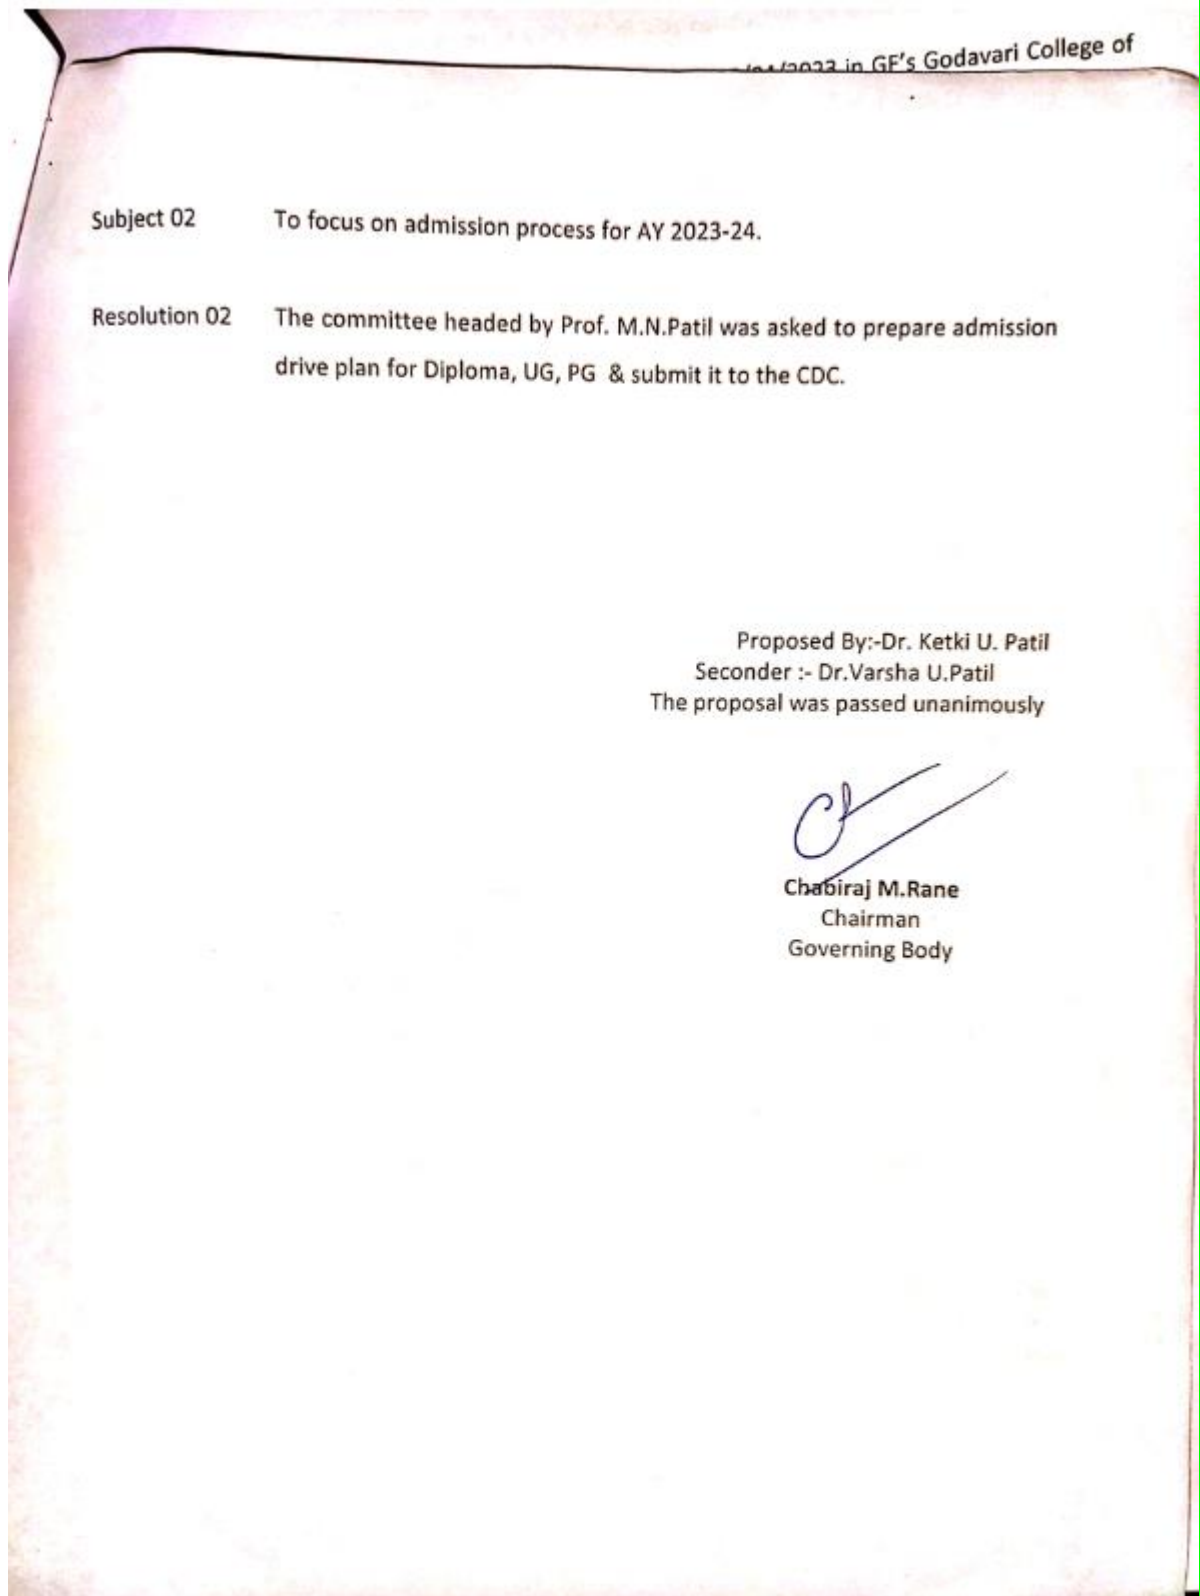 /2023 in GF's Godavari College of
Subject 02 To focus on admission process for AY 2023-24.
Resolution 02 The committee headed by Prof. M.N.Patil was asked to prepare admission
drive plan for Diploma, UG, PG & submit it to the CDC.
Proposed By:-Dr. Ketki U. Patil
Seconder :- Dr.Varsha U.Patil
The proposal was passed unanimously
Chabiraj M.Rane
Chairman
Governing Body